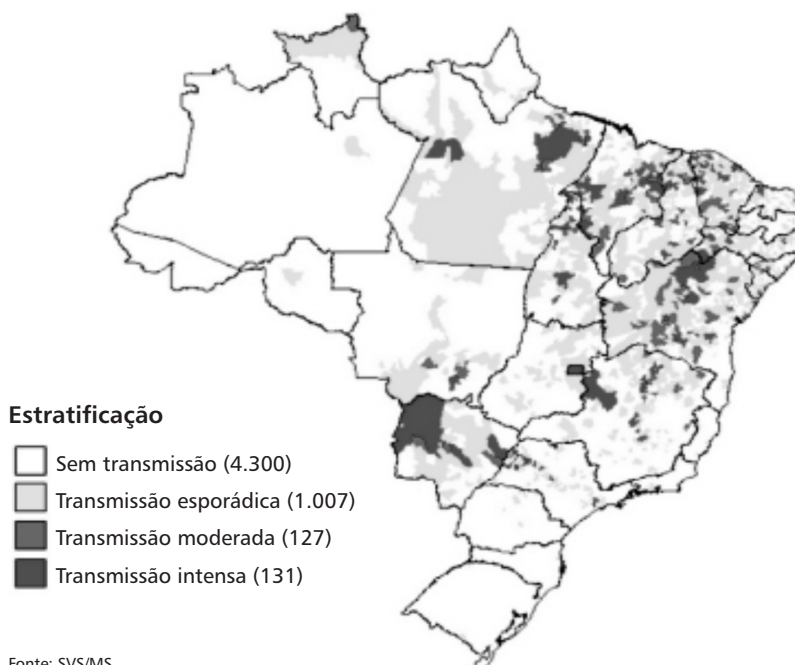 Estratificação
Sem transmissão (4.300)
Transmissão esporádica (1.007)
Transmissão moderada (127)
Transmissão intensa (131)
Fonte: SVS/MS